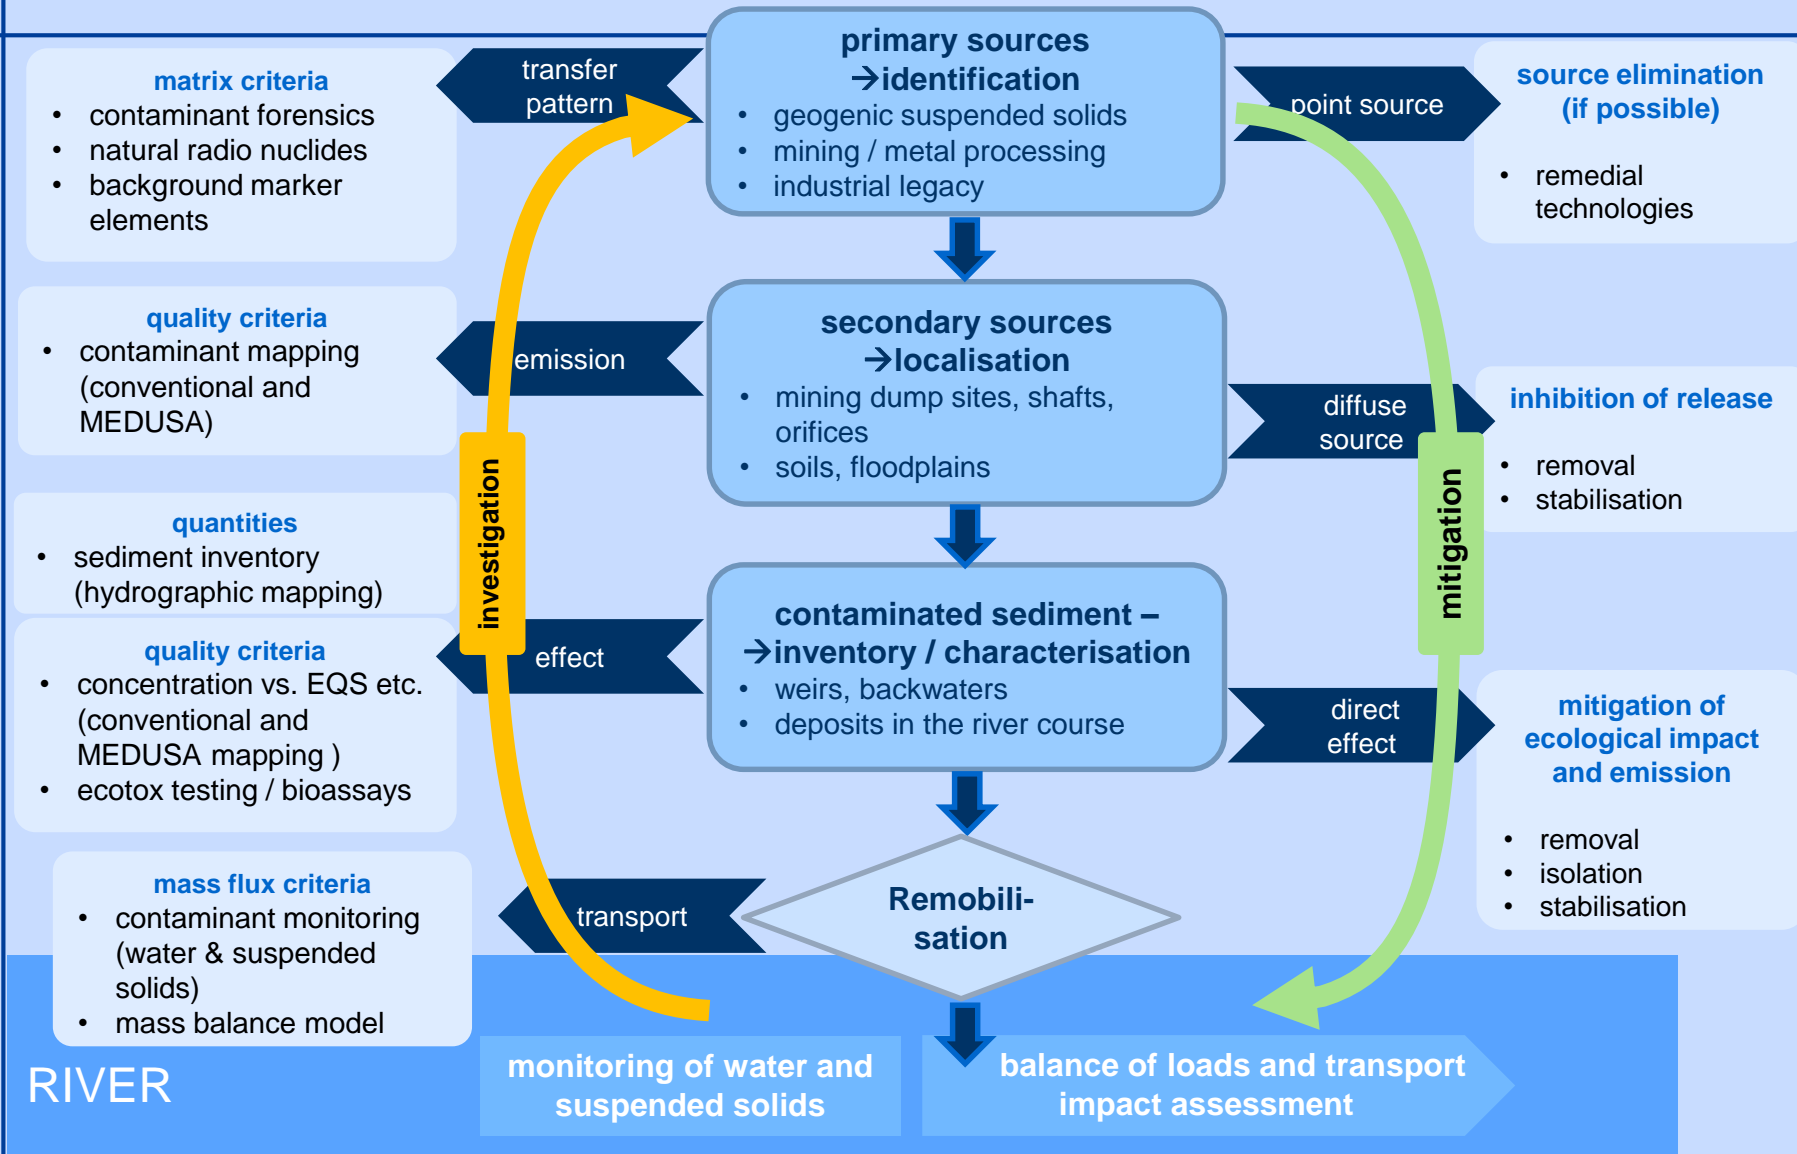 matrix criteria
• contaminant forensics
• natural radio nuclides
• background marker
elements
transfer
pattern
primary sources
→identification
• geogenic suspended solids
• mining / metal processing
• industrial legacy
point source
source elimination
(if possible)
• remedial
technologies
quality criteria
• contaminant mapping
(conventional and
MEDUSA)
emission
secondary sources
→localisation
• mining dump sites, shafts,
orifices
• soils, floodplains
diffuse
source
inhibition of release
• removal
• stabilisation
investigation
mitigation
quantities
• sediment inventory
(hydrographic mapping)
quality criteria
• concentration vs. EQS etc.
(conventional and
MEDUSA mapping )
• ecotox testing / bioassays
effect
contaminated sediment –
→inventory / characterisation
• weirs, backwaters
• deposits in the river course
direct
effect
mitigation of
ecological impact
and emission
• removal
• isolation
• stabilisation
mass flux criteria
• contaminant monitoring
(water & suspended
solids)
• mass balance model
transport
Remobili-
sation
RIVER
monitoring of water and
suspended solids
balance of loads and transport
impact assessment